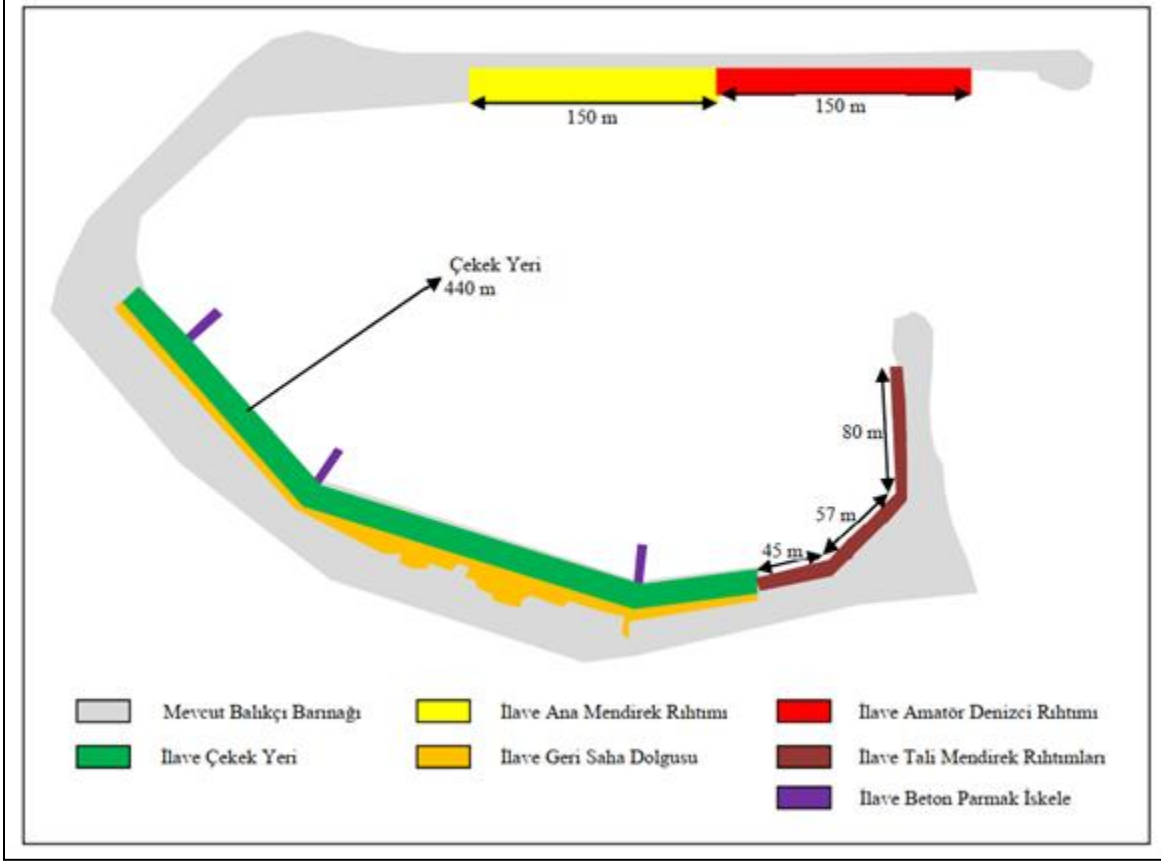 150 m
150 m
Çekek Yeri
440 m
80 m
57 m
45 m
Mevcut Balıkçı Barınağı
İlave Ana Mendirek Rıhtımı
İlave Amatör Denizci Rıhtımı
İlave Çekek Yeri
İlave Geri Saha Dolgusu
İlave Tali Mendirek Rıhtımları
İlave Beton Parmak İskele